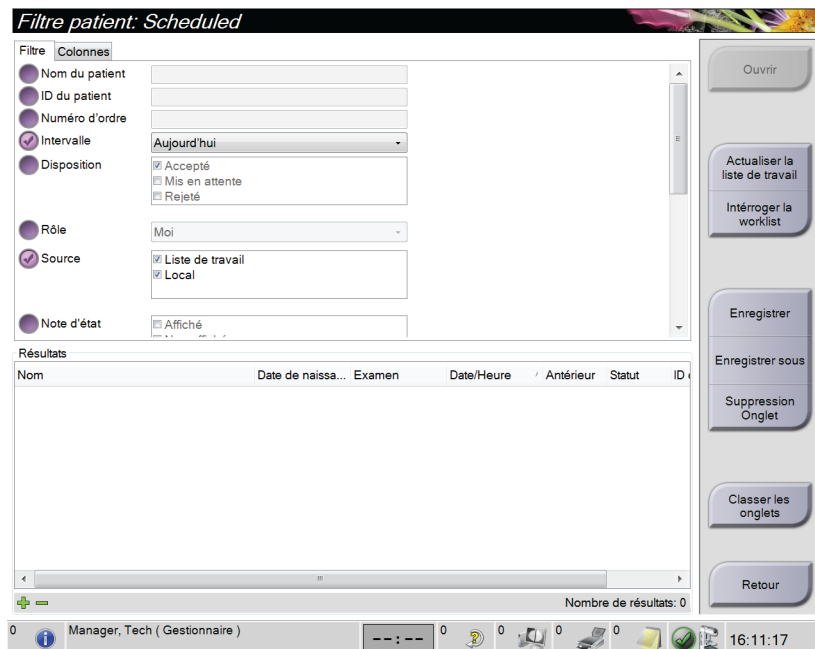 Filtre patient: Scheduled
Filtre Colonnes
Nom du patient
ID du patient
Numéro d'ordre
Intervalle Aujourd'hui
Disposition Accepté
Mis en attente
Rejeté
Rôle Moi
Source Liste de travail
Local
Note d'état Affiché
Résultats
Nom Date de naissa... Examen Date/Heure Antérieur Statut ID
Nombre de résultats: 0
Ouvrir
Actualiser la
liste de travail
Intérroger la
worklist
Enregistrer
Enregistrer sous
Suppression
Onglet
Classer les
onglets
Retour
0 Manager, Tech ( Gestionnaire ) --:-- 0 0 0 0 16:11:17